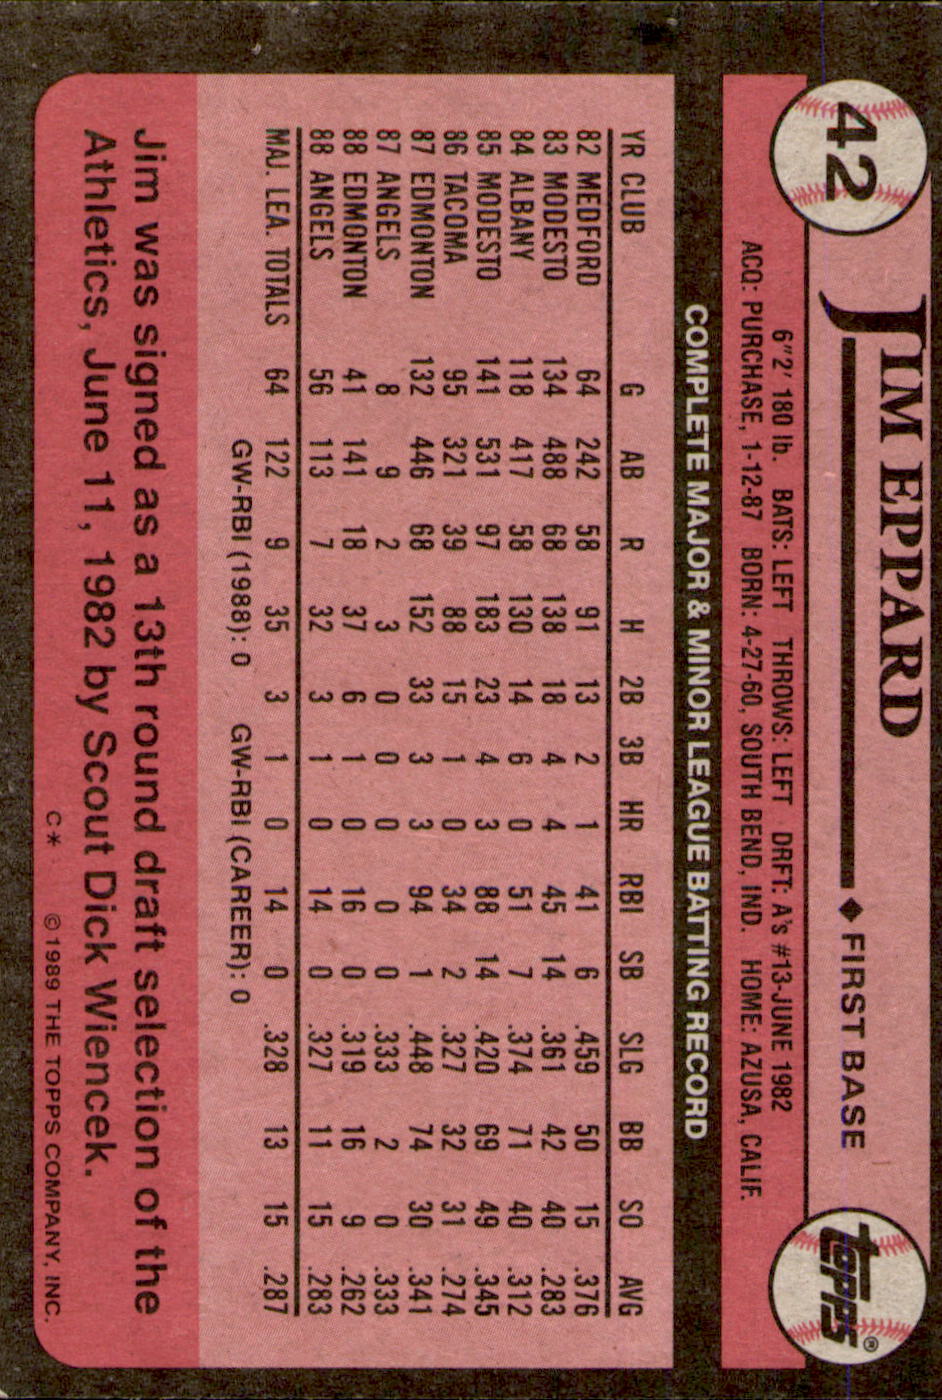 42
JIM EPPARD
◆ FIRST BASE
topps®
6"2' 180 lb. BATS: LEFT THROWS: LEFT DRFT: A's #13-JUNE 1982
ACQ: PURCHASE, 1-12-87 BORN: 4-27-60, SOUTH BEND, IND. HOME: AZUSA, CALIF.
COMPLETE MAJOR & MINOR LEAGUE BATTING RECORD
YR CLUB G AB R H 2B 3B HR RBI SB SLG BB SO AVG
82 MEDFORD 64 242 58 91 13 2 1 41 6 .459 50 15 .376
83 MODESTO 134 488 68 138 18 4 4 45 14 .361 42 40 .283
84 ALBANY 118 417 58 130 14 6 0 51 7 .374 71 40 .312
85 MODESTO 141 531 97 183 23 4 3 88 14 .420 69 49 .345
86 TACOMA 95 321 39 88 15 1 0 34 2 .327 32 31 .274
87 EDMONTON 132 446 68 152 33 3 3 94 1 .448 74 30 .341
87 ANGELS 8 9 2 3 0 0 0 0 0 .333 2 0 .333
88 EDMONTON 41 141 18 37 6 1 0 16 0 .319 16 9 .262
88 ANGELS 56 113 7 32 3 1 0 14 0 .327 11 15 .283
MAJ. LEA. TOTALS 64 122 9 35 3 1 0 14 0 .328 13 15 .287
GW-RBI (1988): 0 GW-RBI (CAREER): 0
Jim was signed as a 13th round draft selection of the
Athletics, June 11, 1982 by Scout Dick Wiencek.
C* ©1989 THE TOPPS COMPANY, INC.